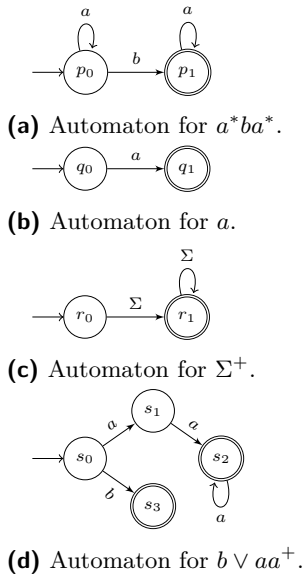 a a
p₀ b p₁
(a) Automaton for a*ba*.
q₀ a q₁
(b) Automaton for a.
Σ
r₀ Σ r₁
(c) Automaton for Σ⁺.
s₁
a a
s₀ s₂
b s₃
a
(d) Automaton for b ∨ aa⁺.